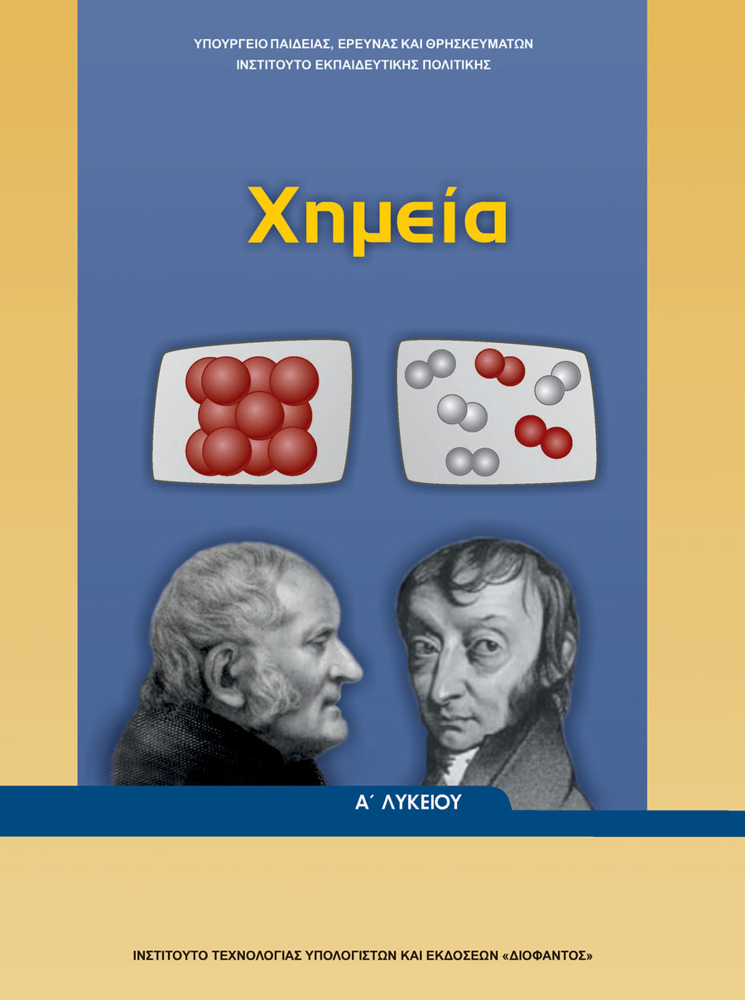 ΥΠΟΥΡΓΕΙΟ ΠΑΙΔΕΙΑΣ, ΕΡΕΥΝΑΣ ΚΑΙ ΘΡΗΣΚΕΥΜΑΤΩΝ
ΙΝΣΤΙΤΟΥΤΟ ΕΚΠΑΙΔΕΥΤΙΚΗΣ ΠΟΛΙΤΙΚΗΣ
Χημεία
Α΄ ΛΥΚΕΙΟΥ
ΙΝΣΤΙΤΟΥΤΟ ΤΕΧΝΟΛΟΓΙΑΣ ΥΠΟΛΟΓΙΣΤΩΝ ΚΑΙ ΕΚΔΟΣΕΩΝ «ΔΙΟΦΑΝΤΟΣ»